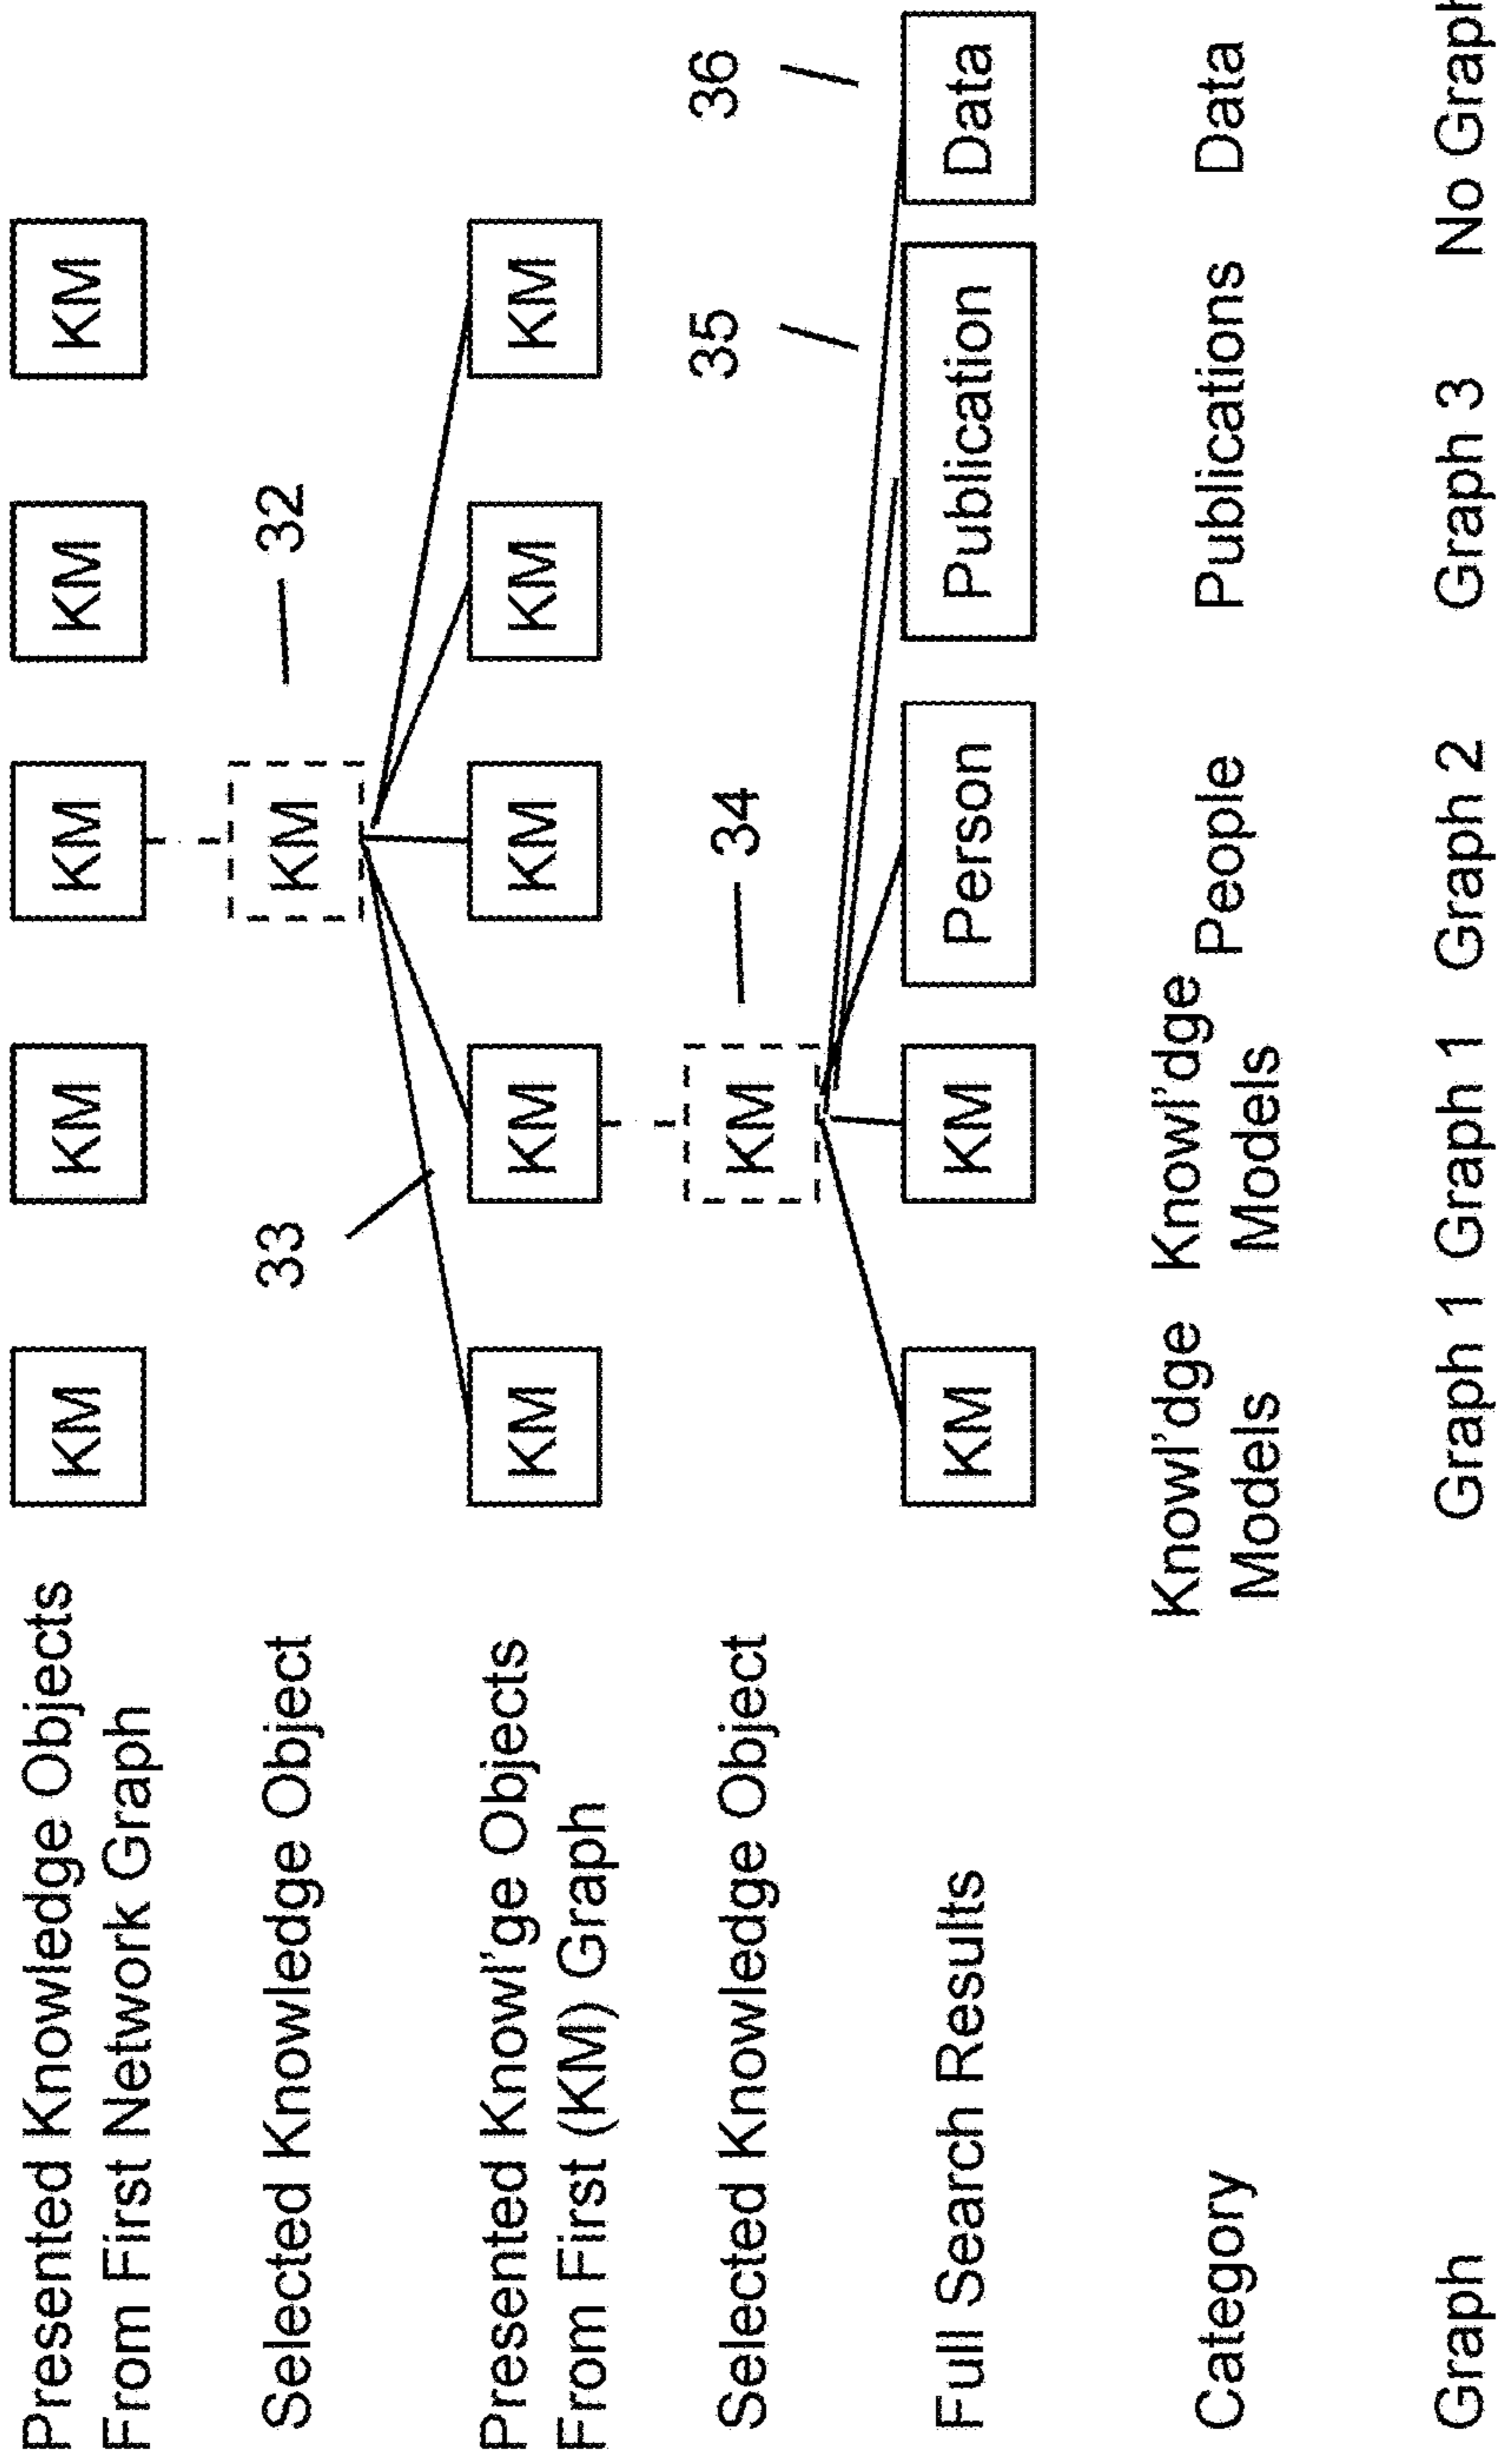 Presented Knowledge Objects
From First Network Graph
KM KM KM KM KM
Selected Knowledge Object
KM
32
33
Presented Knowl'ge Objects
From First (KM) Graph
KM KM KM KM KM
Selected Knowledge Object
KM
34
35
36
Full Search Results
KM KM Person Publication Data
Category
Knowl'dge
Models
Knowl'dge
Models
People
Publications
Data
Graph
Graph 1 Graph 1 Graph 2 Graph 3 No Graph